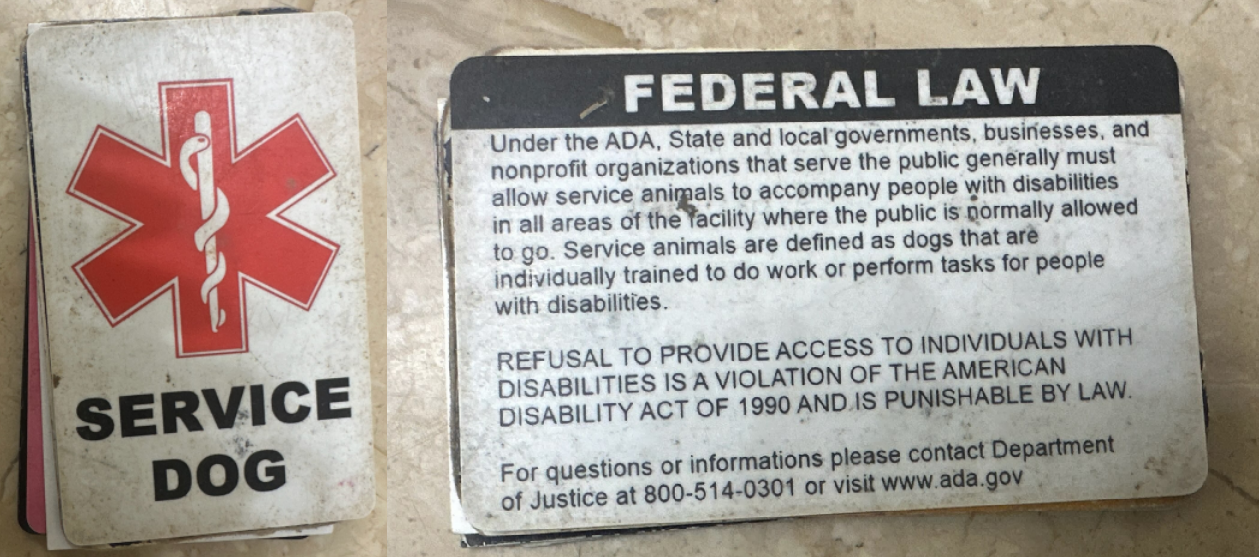 SERVICE
DOG
FEDERAL LAW
Under the ADA, State and local governments, businesses, and
nonprofit organizations that serve the public generally must
allow service animals to accompany people with disabilities
in all areas of the facility where the public is normally allowed
to go. Service animals are defined as dogs that are
individually trained to do work or perform tasks for people
with disabilities.
REFUSAL TO PROVIDE ACCESS TO INDIVIDUALS WITH
DISABILITIES IS A VIOLATION OF THE AMERICAN
DISABILITY ACT OF 1990 AND IS PUNISHABLE BY LAW.
For questions or informations please contact Department
of Justice at 800-514-0301 or visit www.ada.gov